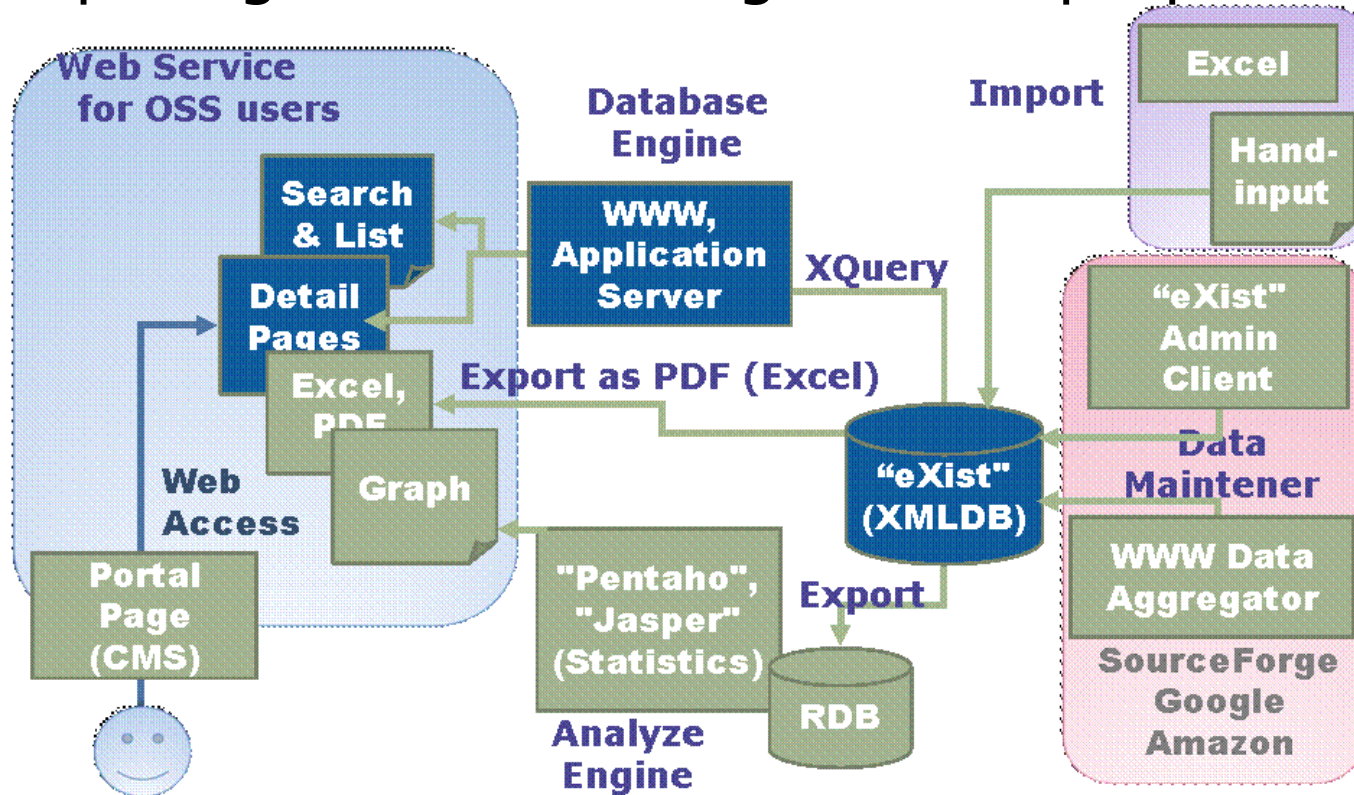 Web Service
for OSS users
Search
& List
Detail
Pages
Excel,
PDF
Graph
Web
Access
Portal
Page
(CMS)
Database
Engine
WWW,
Application
Server
XQuery
Export as PDF (Excel)
"Pentaho",
"Jasper"
(Statistics)
Analyze
Engine
Export
RDB
“eXist"
(XMLDB)
Import
Excel
Hand-
input
“eXist"
Admin
Client
Data
Maintener
WWW Data
Aggregator
SourceForge
Google
Amazon